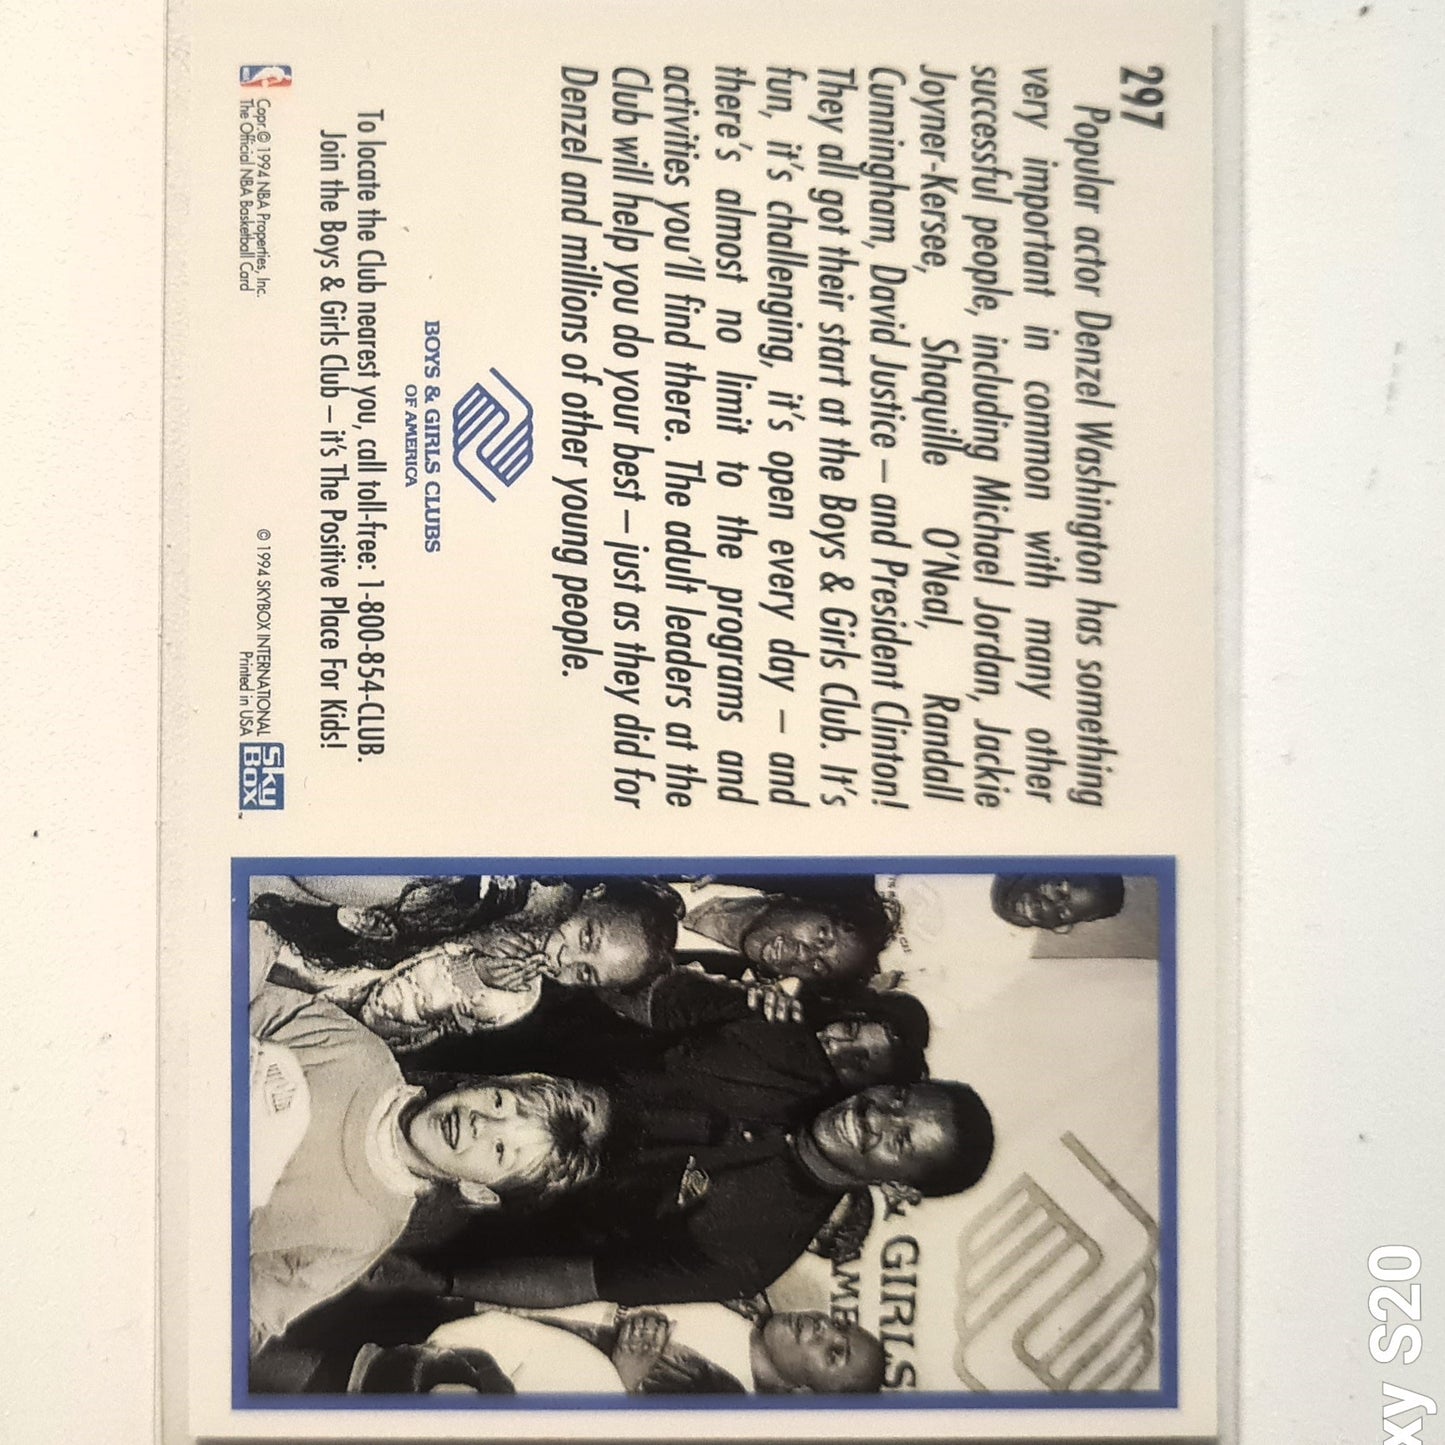 297
Popular actor Denzel Washington has something
very important in common with many other
successful people, including Michael Jordan, Jackie
Joyner-Kersee, Shaquille O'Neal, Randall
Cunningham, David Justice – and President Clinton!
They all got their start at the Boys & Girls Club. It's
fun, it's challenging, it's open every day – and
there's almost no limit to the programs and
activities you'll find there. The adult leaders at the
Club will help you do your best – just as they did for
Denzel and millions of other young people.
BOYS & GIRLS CLUBS
OF AMERICA
To locate the Club nearest you, call toll-free: 1-800-854-CLUB.
Join the Boys & Girls Club – it's The Positive Place For Kids!
Copr. © 1994 NBA Properties, Inc.
The Official NBA Basketball Card
© 1994 SKYBOX INTERNATIONAL
Printed in USA
Sky
Box™
& GIRLS
AME
xy S20